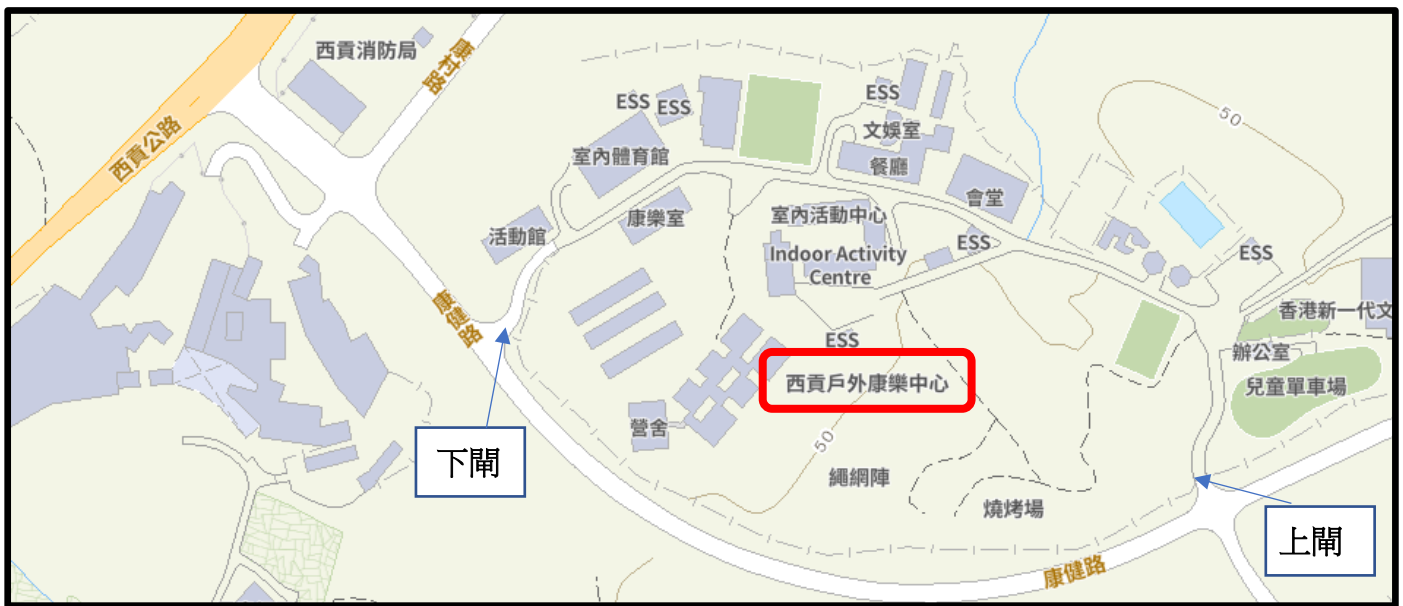 西貢消防局
康村路
西貢公路
ESS
ESS
ESS
文娛室
餐廳
室內體育館
會堂
50
康樂室
室內活動中心
Indoor Activity
Centre
活動館
ESS
ESS
康健路
香港新一代文
ESS
辦公室
西貢戶外康樂中心
兒童單車場
營舍
50
下閘
繩網陣
燒烤場
上閘
康健路